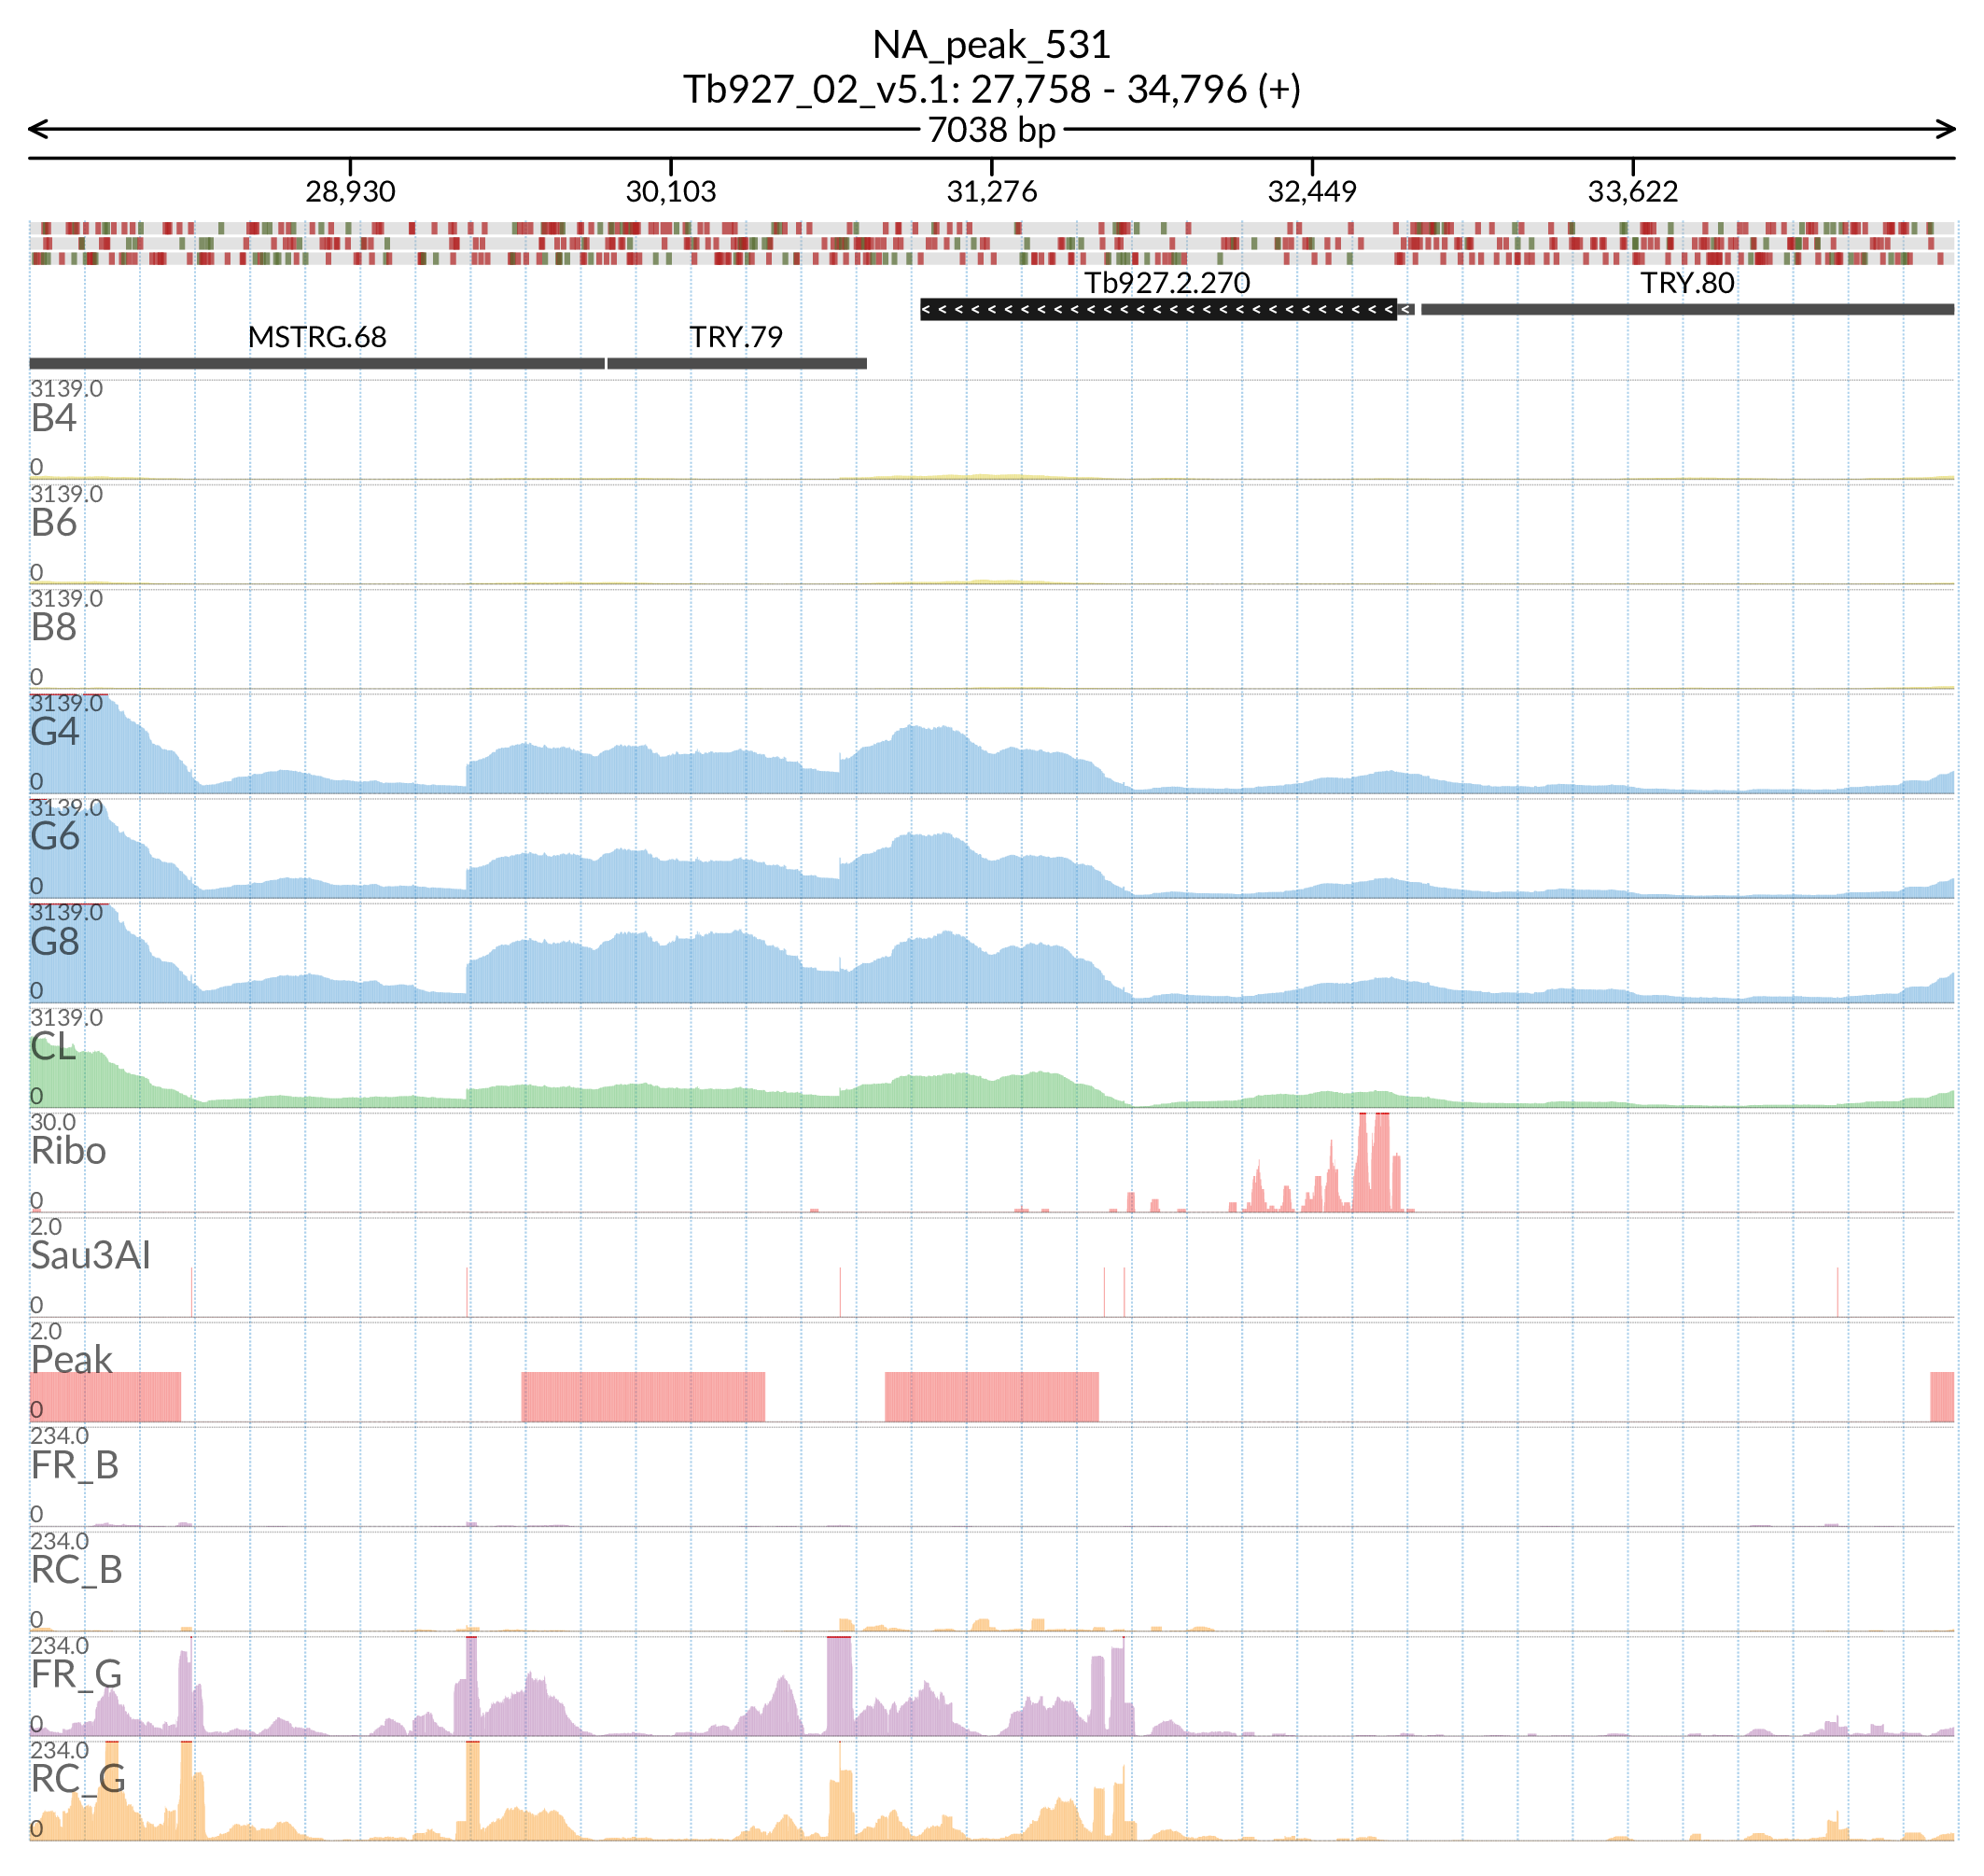 NA_peak_531
Tb927_02_v5.1: 27,758 - 34,796 (+)
7038 bp
28,930 30,103 31,276 32,449 33,622
Tb927.2.270 TRY.80
MSTRG.68 TRY.79
3139.0
B4
0
3139.0
B6
0
3139.0
B8
0
3139.0
G4
0
3139.0
G6
0
3139.0
G8
0
3139.0
CL
0
30.0
Ribo
0
2.0
Sau3AI
0
2.0
Peak
0
234.0
FR_B
0
234.0
RC_B
0
234.0
FR_G
0
234.0
RC_G
0